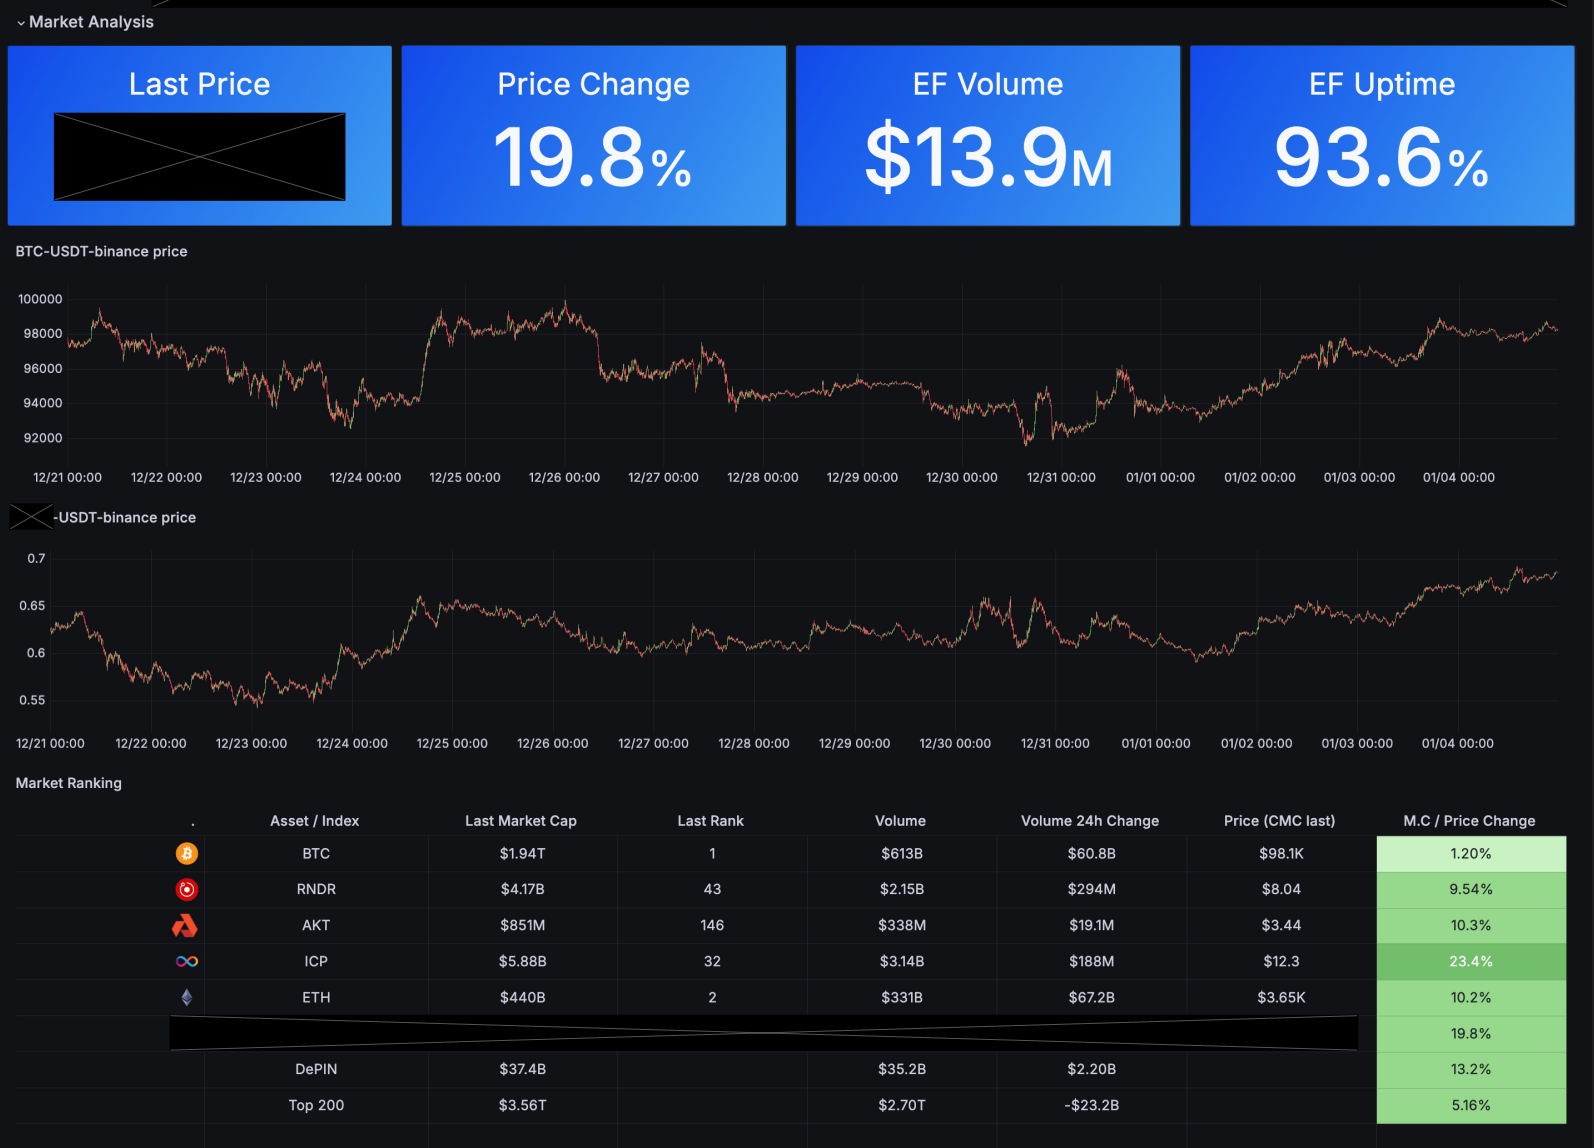 Market Analysis
Last Price
Price Change
19.8%
EF Volume
$13.9M
EF Uptime
93.6%
BTC-USDT-binance price
100000
98000
96000
94000
92000
12/21 00:00 12/22 00:00 12/23 00:00 12/24 00:00 12/25 00:00 12/26 00:00 12/27 00:00 12/28 00:00 12/29 00:00 12/30 00:00 12/31 00:00 01/01 00:00 01/02 00:00 01/03 00:00 01/04 00:00
-USDT-binance price
0.7
0.65
0.6
0.55
12/21 00:00 12/22 00:00 12/23 00:00 12/24 00:00 12/25 00:00 12/26 00:00 12/27 00:00 12/28 00:00 12/29 00:00 12/30 00:00 12/31 00:00 01/01 00:00 01/02 00:00 01/03 00:00 01/04 00:00
Market Ranking
. Asset / Index Last Market Cap Last Rank Volume Volume 24h Change Price (CMC last) M.C / Price Change
BTC $1.94T 1 $613B $60.8B $98.1K 1.20%
RNDR $4.17B 43 $2.15B $294M $8.04 9.54%
AKT $851M 146 $338M $19.1M $3.44 10.3%
ICP $5.88B 32 $3.14B $188M $12.3 23.4%
ETH $440B 2 $331B $67.2B $3.65K 10.2%
19.8%
DePIN $37.4B $35.2B $2.20B 13.2%
Top 200 $3.56T $2.70T -$23.2B 5.16%